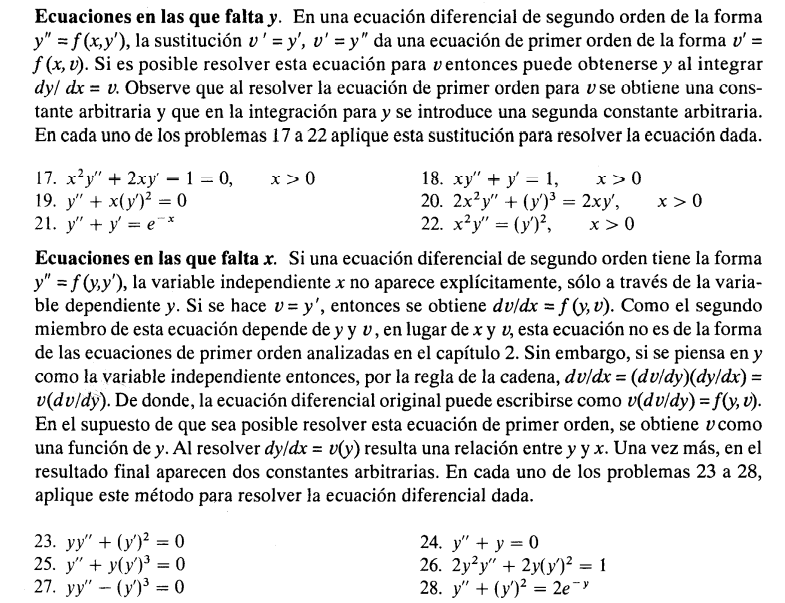 Ecuaciones en las que falta y. En una ecuación diferencial de segundo orden de la forma
y″ = f(x,y′), la sustitución v′ = y′, v′ = y″ da una ecuación de primer orden de la forma v′ =
f(x, v). Si es posible resolver esta ecuación para v entonces puede obtenerse y al integrar
dy/ dx = v. Observe que al resolver la ecuación de primer orden para v se obtiene una cons-
tante arbitraria y que en la integración para y se introduce una segunda constante arbitraria.
En cada uno de los problemas 17 a 22 aplique esta sustitución para resolver la ecuación dada.
17. x²y″ + 2xy′ − 1 = 0, x > 0 18. xy″ + y′ = 1, x > 0
19. y″ + x(y′)² = 0 20. 2x²y″ + (y′)³ = 2xy′, x > 0
21. y″ + y′ = e⁻ˣ 22. x²y″ = (y′)², x > 0
Ecuaciones en las que falta x. Si una ecuación diferencial de segundo orden tiene la forma
y″ = f(y,y′), la variable independiente x no aparece explícitamente, sólo a través de la varia-
ble dependiente y. Si se hace v = y′, entonces se obtiene dv/dx = f(y, v). Como el segundo
miembro de esta ecuación depende de y y v, en lugar de x y v, esta ecuación no es de la forma
de las ecuaciones de primer orden analizadas en el capítulo 2. Sin embargo, si se piensa en y
como la variable independiente entonces, por la regla de la cadena, dv/dx = (dv/dy)(dy/dx) =
v(dv/dy). De donde, la ecuación diferencial original puede escribirse como v(dv/dy) = f(y, v).
En el supuesto de que sea posible resolver esta ecuación de primer orden, se obtiene v como
una función de y. Al resolver dy/dx = v(y) resulta una relación entre y y x. Una vez más, en el
resultado final aparecen dos constantes arbitrarias. En cada uno de los problemas 23 a 28,
aplique este método para resolver la ecuación diferencial dada.
23. yy″ + (y′)² = 0 24. y″ + y = 0
25. y″ + y(y′)³ = 0 26. 2y²y″ + 2y(y′)² = 1
27. yy″ − (y′)³ = 0 28. y″ + (y′)² = 2e⁻ʸ